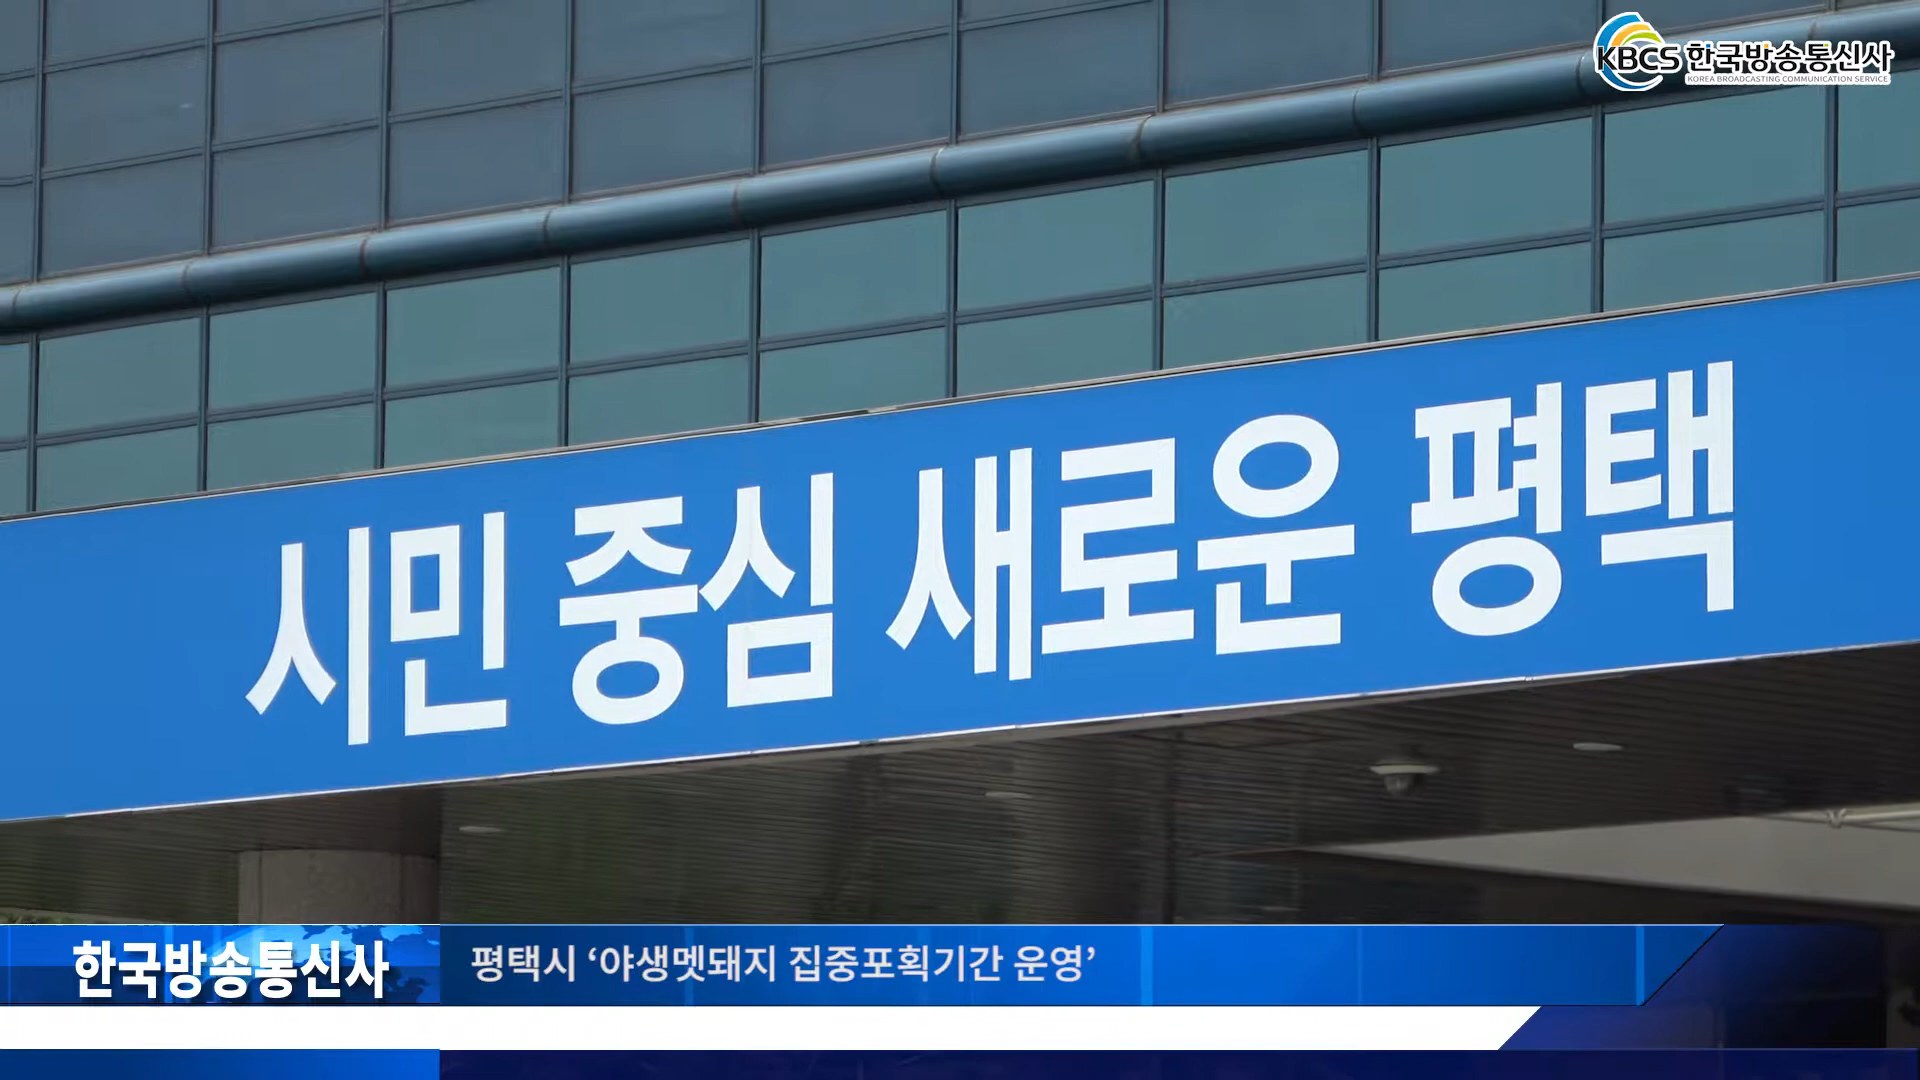 KBCS 한국방송통신사
KOREA BROADCASTING COMMUNICATION SERVICE
시민 중심 새로운 평택
한국방송통신사
평택시 ‘야생멧돼지 집중포획기간 운영’